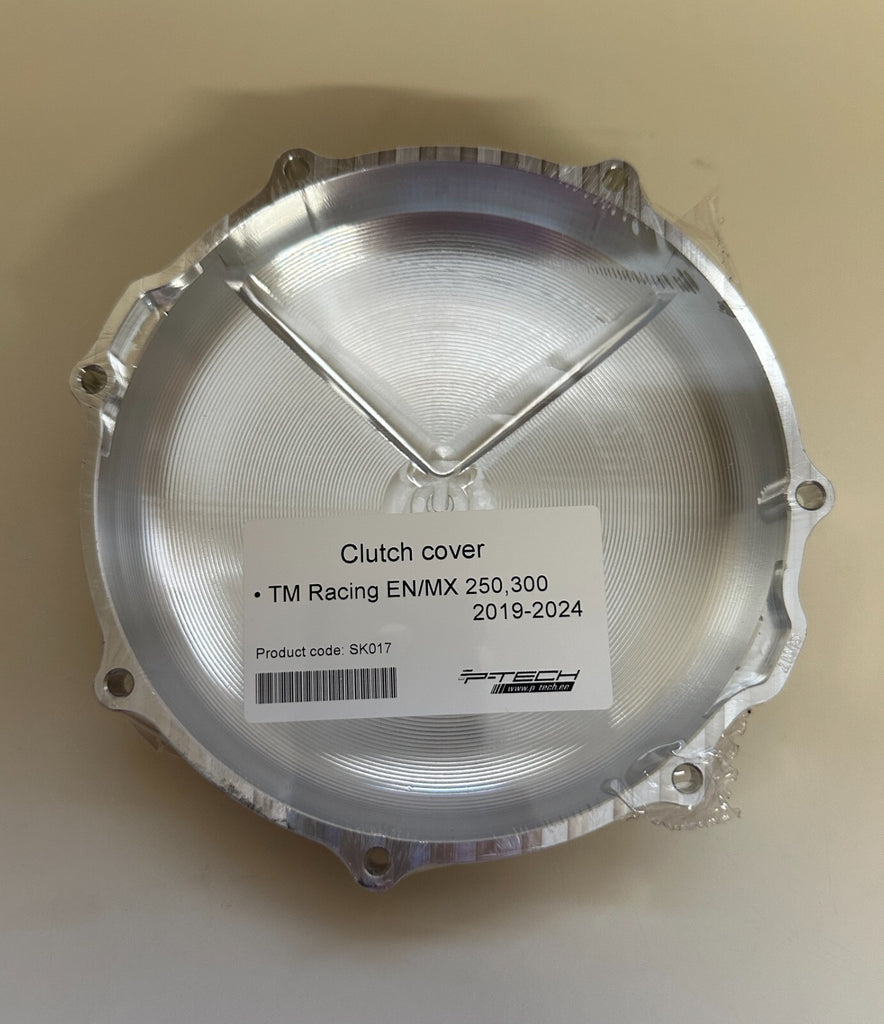 Clutch cover
• TM Racing EN/MX 250,300
2019-2024
Product code: SK017
P-TECH
www.p-tech.ee